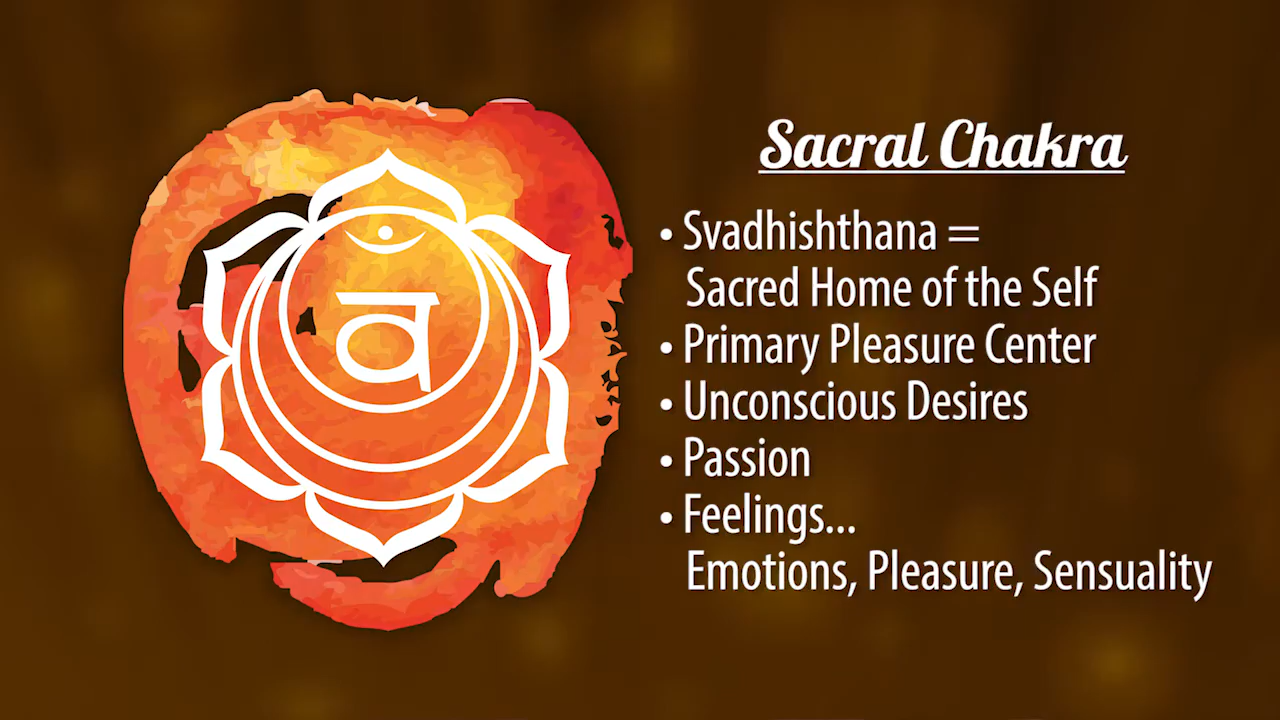 Sacral Chakra
• Svadhishthana =
Sacred Home of the Self
• Primary Pleasure Center
• Unconscious Desires
• Passion
• Feelings...
Emotions, Pleasure, Sensuality
व